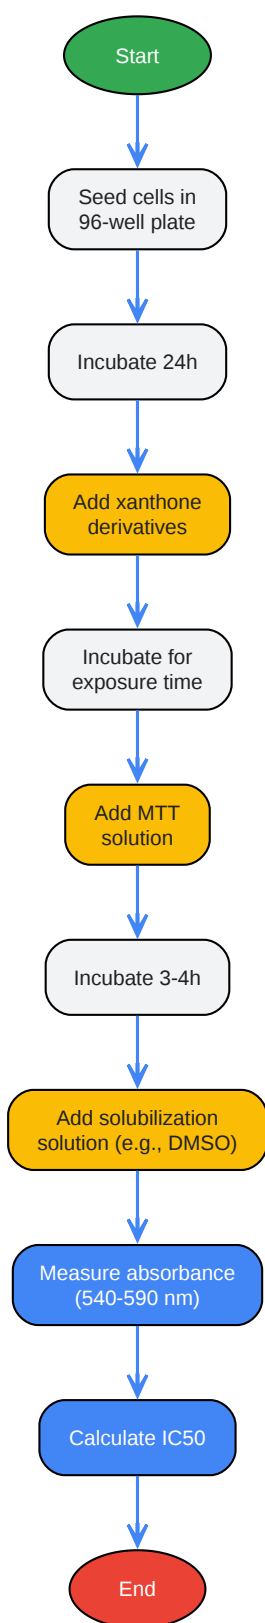 Start
Seed cells in
96-well plate
Incubate 24h
Add xanthone
derivatives
Incubate for
exposure time
Add MTT
solution
Incubate 3-4h
Add solubilization
solution (e.g., DMSO)
Measure absorbance
(540-590 nm)
Calculate IC50
End